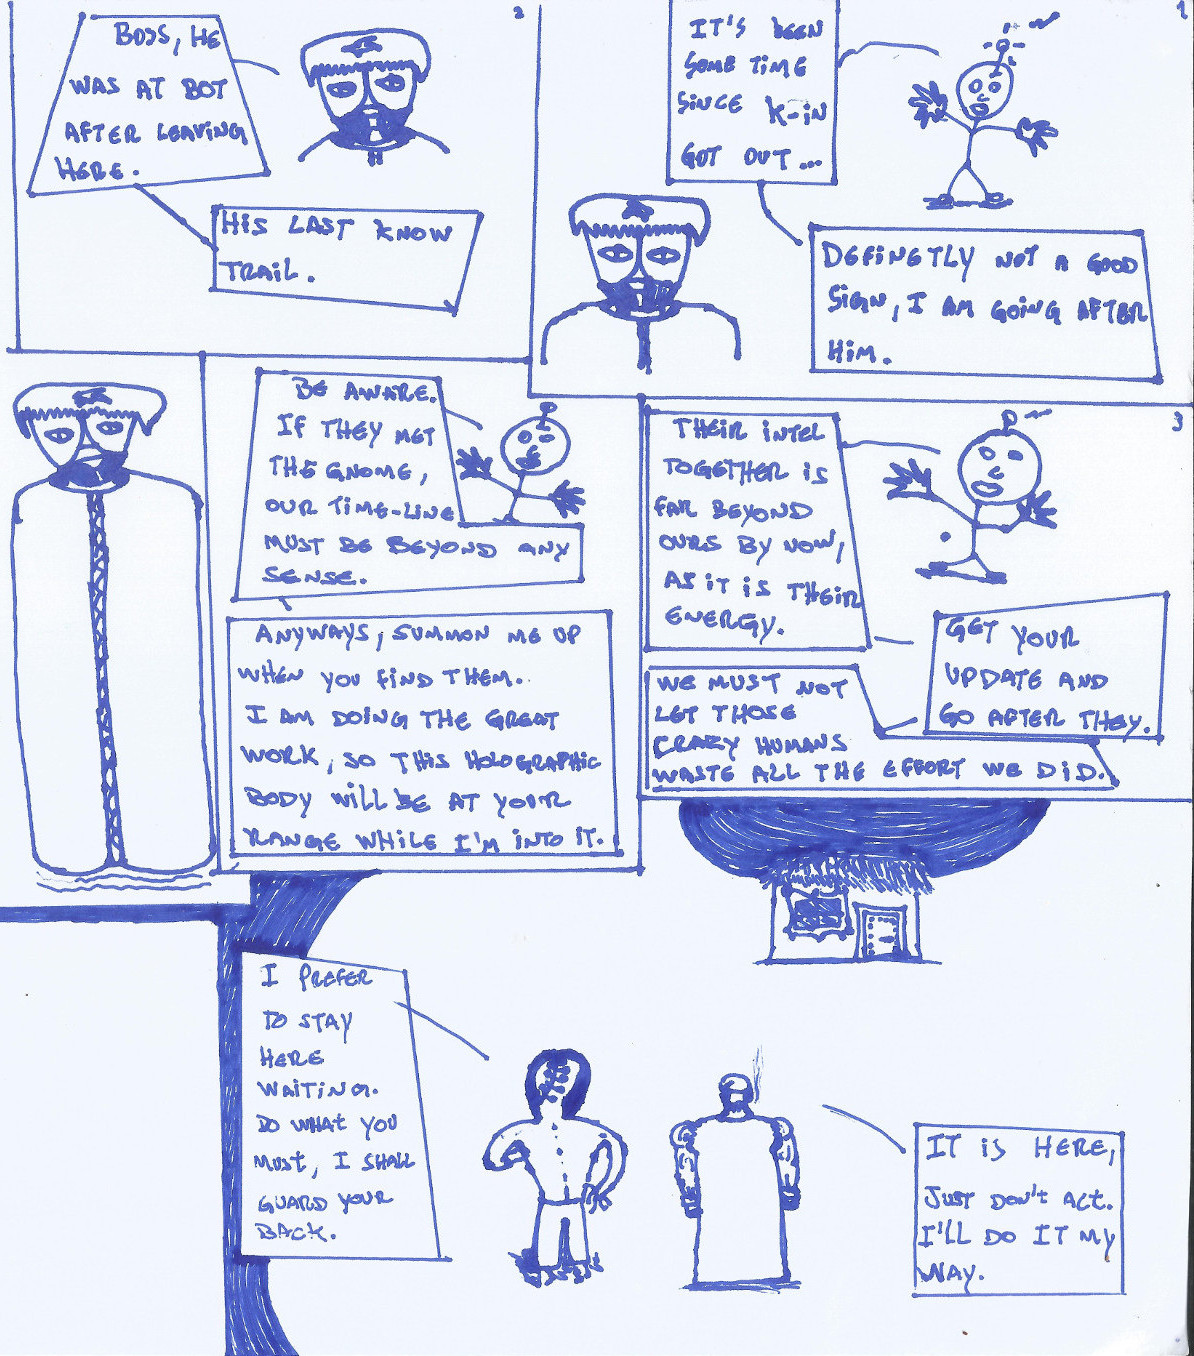 1
IT'S BEEN
SOME TIME
SINCE K-IN
GOT OUT...
DEFINETLY NOT A GOOD
SIGN, I AM GOING AFTER
HIM.
2
BOSS, HE
WAS AT BOT
AFTER LEAVING
HERE.
HIS LAST KNOW
TRAIL.
3
THEIR INTEL
TOGETHER IS
FAR BEYOND
OURS BY NOW,
AS IT IS THEIR
ENERGY.
GET YOUR
UPDATE AND
GO AFTER THEY.
WE MUST NOT
LET THOSE
CRAZY HUMANS
WASTE ALL THE EFFORT WE DID.
BE AWARE.
IF THEY MET
THE GNOME,
OUR TIME-LINE
MUST BE BEYOND ANY
SENSE.
ANYWAYS, SUMMON ME UP
WHEN YOU FIND THEM.
I AM DOING THE GREAT
WORK, SO THIS HOLOGRAPHIC
BODY WILL BE AT YOUR
RANGE WHILE I'M INTO IT.
I PREFER
TO STAY
HERE
WAITING.
DO WHAT YOU
MUST, I SHALL
GUARD YOUR
BACK.
IT IS HERE,
JUST DON'T ACT.
I'LL DO IT MY
WAY.